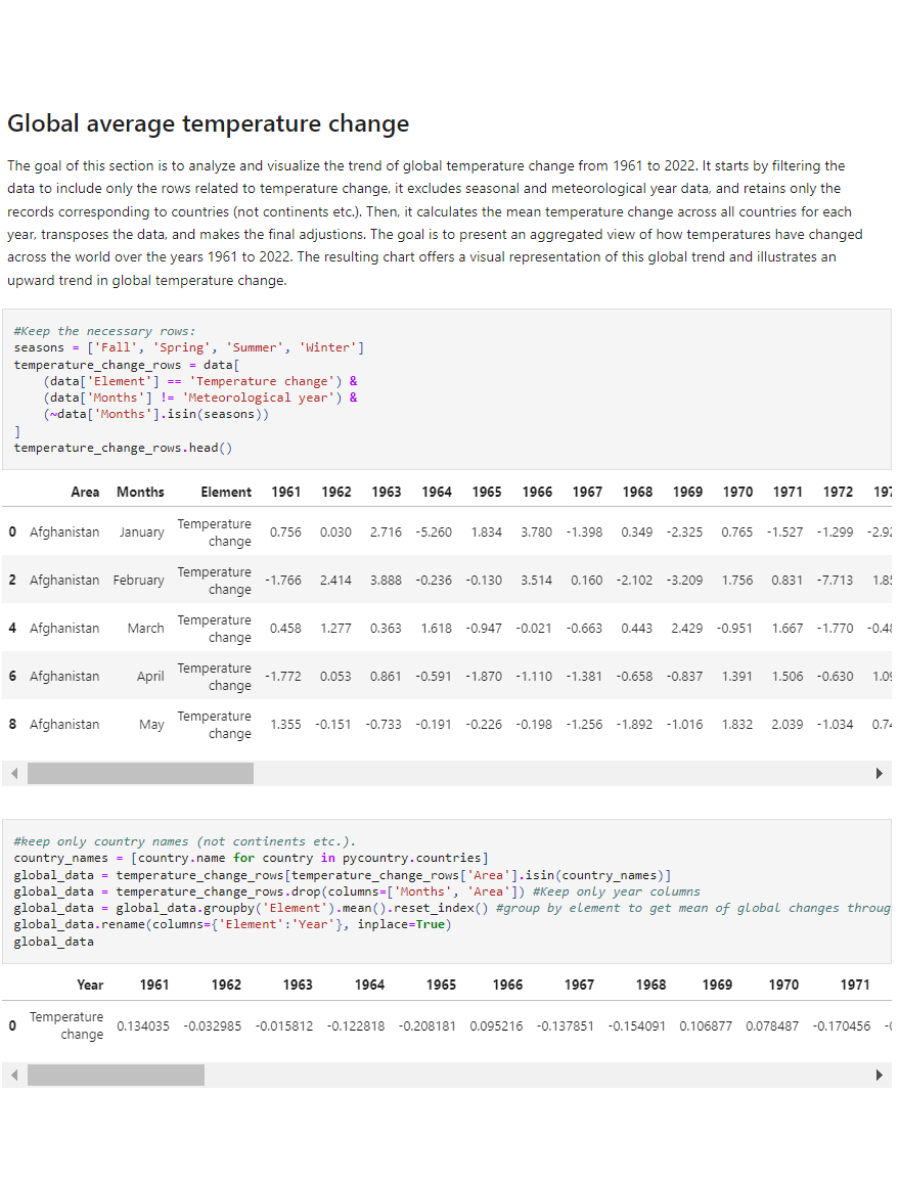 Global average temperature change
The goal of this section is to analyze and visualize the trend of global temperature change from 1961 to 2022. It starts by filtering the
data to include only the rows related to temperature change, it excludes seasonal and meteorological year data, and retains only the
records corresponding to countries (not continents etc.). Then, it calculates the mean temperature change across all countries for each
year, transposes the data, and makes the final adjustions. The goal is to present an aggregated view of how temperatures have changed
across the world over the years 1961 to 2022. The resulting chart offers a visual representation of this global trend and illustrates an
upward trend in global temperature change.
#Keep the necessary rows:
seasons = ['Fall', 'Spring', 'Summer', 'Winter']
temperature_change_rows = data[
(data['Element'] == 'Temperature change') &
(data['Months'] != 'Meteorological year') &
(~data['Months'].isin(seasons))
]
temperature_change_rows.head()
Area Months Element 1961 1962 1963 1964 1965 1966 1967 1968 1969 1970 1971 1972
0 Afghanistan January Temperature change 0.756 0.030 2.716 -5.260 1.834 3.780 -1.398 0.349 -2.325 0.765 -1.527 -1.299
2 Afghanistan February Temperature change -1.766 2.414 3.888 -0.236 -0.130 3.514 0.160 -2.102 -3.209 1.756 0.831 -7.713
4 Afghanistan March Temperature change 0.458 1.277 0.363 1.618 -0.947 -0.021 -0.663 0.443 2.429 -0.951 1.667 -1.770
6 Afghanistan April Temperature change -1.772 0.053 0.861 -0.591 -1.870 -1.110 -1.381 -0.658 -0.837 1.391 1.506 -0.630
8 Afghanistan May Temperature change 1.355 -0.151 -0.733 -0.191 -0.226 -0.198 -1.256 -1.892 -1.016 1.832 2.039 -1.034
#keep only country names (not continents etc.).
country_names = [country.name for country in pycountry.countries]
global_data = temperature_change_rows[temperature_change_rows['Area'].isin(country_names)]
global_data = temperature_change_rows.drop(columns=['Months', 'Area']) #Keep only year columns
global_data = global_data.groupby('Element').mean().reset_index() #group by element to get mean of global changes throug
global_data.rename(columns={'Element':'Year'}, inplace=True)
global_data
Year 1961 1962 1963 1964 1965 1966 1967 1968 1969 1970 1971
0 Temperature change 0.134035 -0.032985 -0.015812 -0.122818 -0.208181 0.095216 -0.137851 -0.154091 0.106877 0.078487 -0.170456